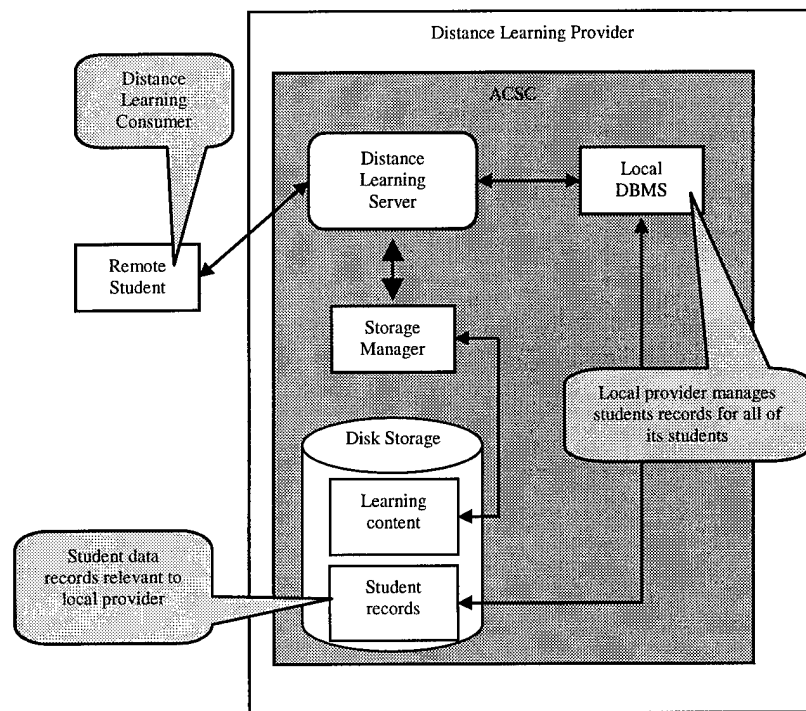 Distance Learning Provider
Distance
Learning
Consumer
ACSC
Distance
Learning
Server
Local
DBMS
Remote
Student
Storage
Manager
Local provider manages
students records for all of
its students
Disk Storage
Learning
content
Student data
records relevant to
local provider
Student
records